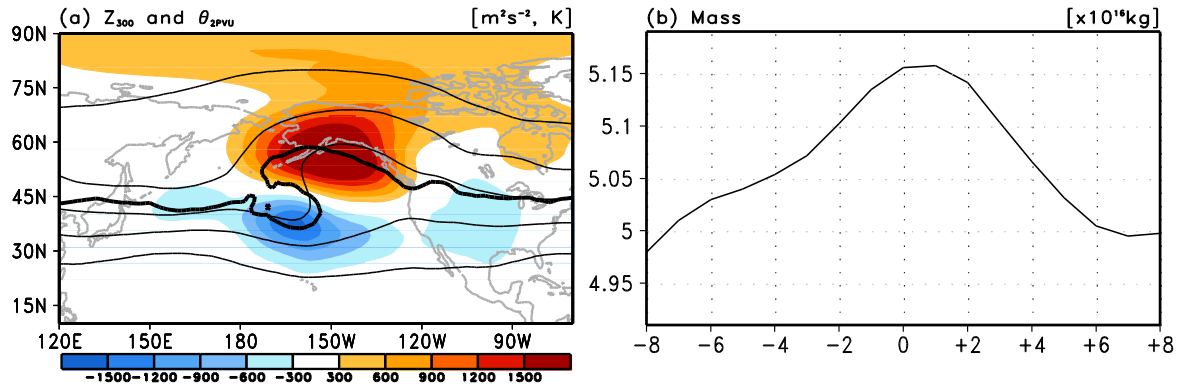 (a) Z₃₀₀ and θ₂PVU [m²s⁻², K]
90N
75N
60N
45N
30N
15N
120E 150E 180 150W 120W 90W
-1500 -1200 -900 -600 -300 300 600 900 1200 1500
(b) Mass [x10¹⁶kg]
5.15
5.1
5.05
5
4.95
-8 -6 -4 -2 0 +2 +4 +6 +8